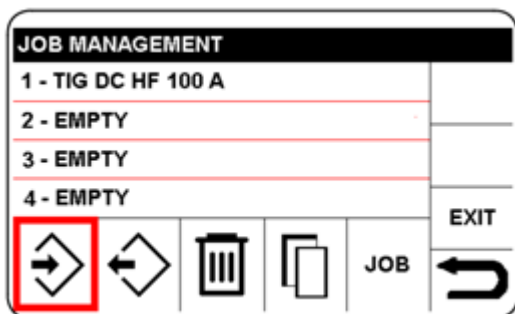 JOB MANAGEMENT
1 - TIG DC HF 100 A
2 - EMPTY
3 - EMPTY
4 - EMPTY
EXIT
JOB